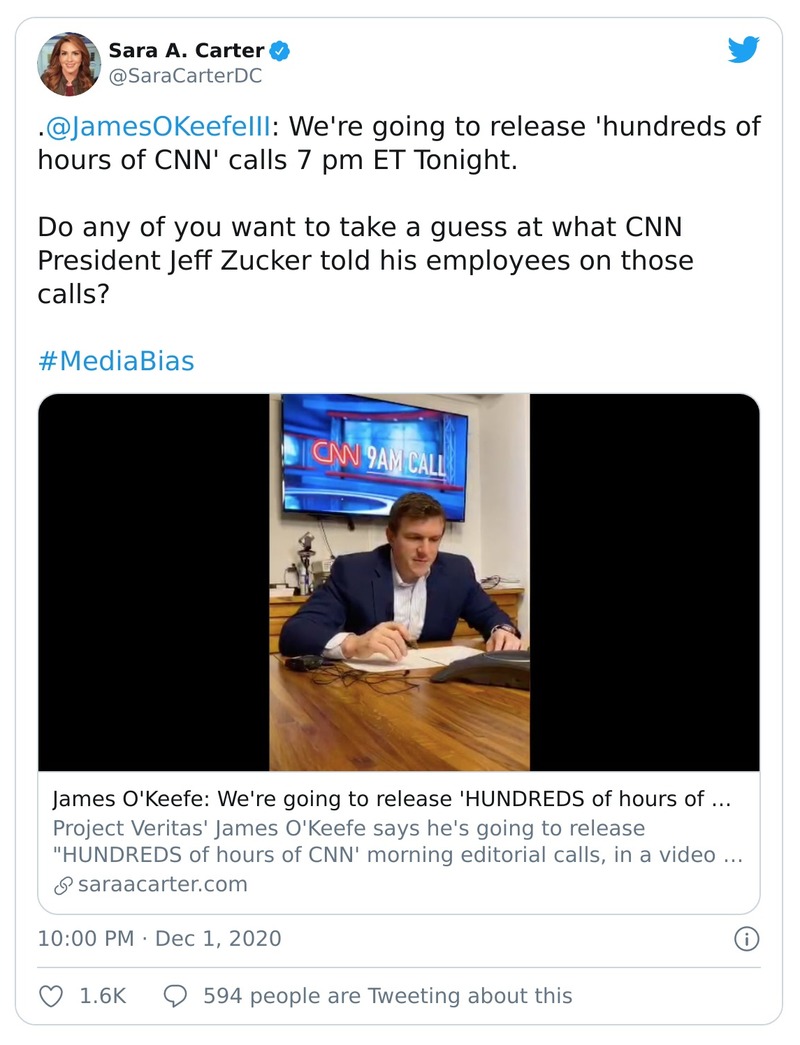 Sara A. Carter
@SaraCarterDC
.@JamesOKeefeIII: We're going to release 'hundreds of
hours of CNN' calls 7 pm ET Tonight.
Do any of you want to take a guess at what CNN
President Jeff Zucker told his employees on those
calls?
#MediaBias
CNN 9AM CALL
James O'Keefe: We're going to release 'HUNDREDS of hours of …
Project Veritas' James O'Keefe says he's going to release
"HUNDREDS of hours of CNN' morning editorial calls, in a video …
saraacarter.com
10:00 PM · Dec 1, 2020
1.6K
594 people are Tweeting about this